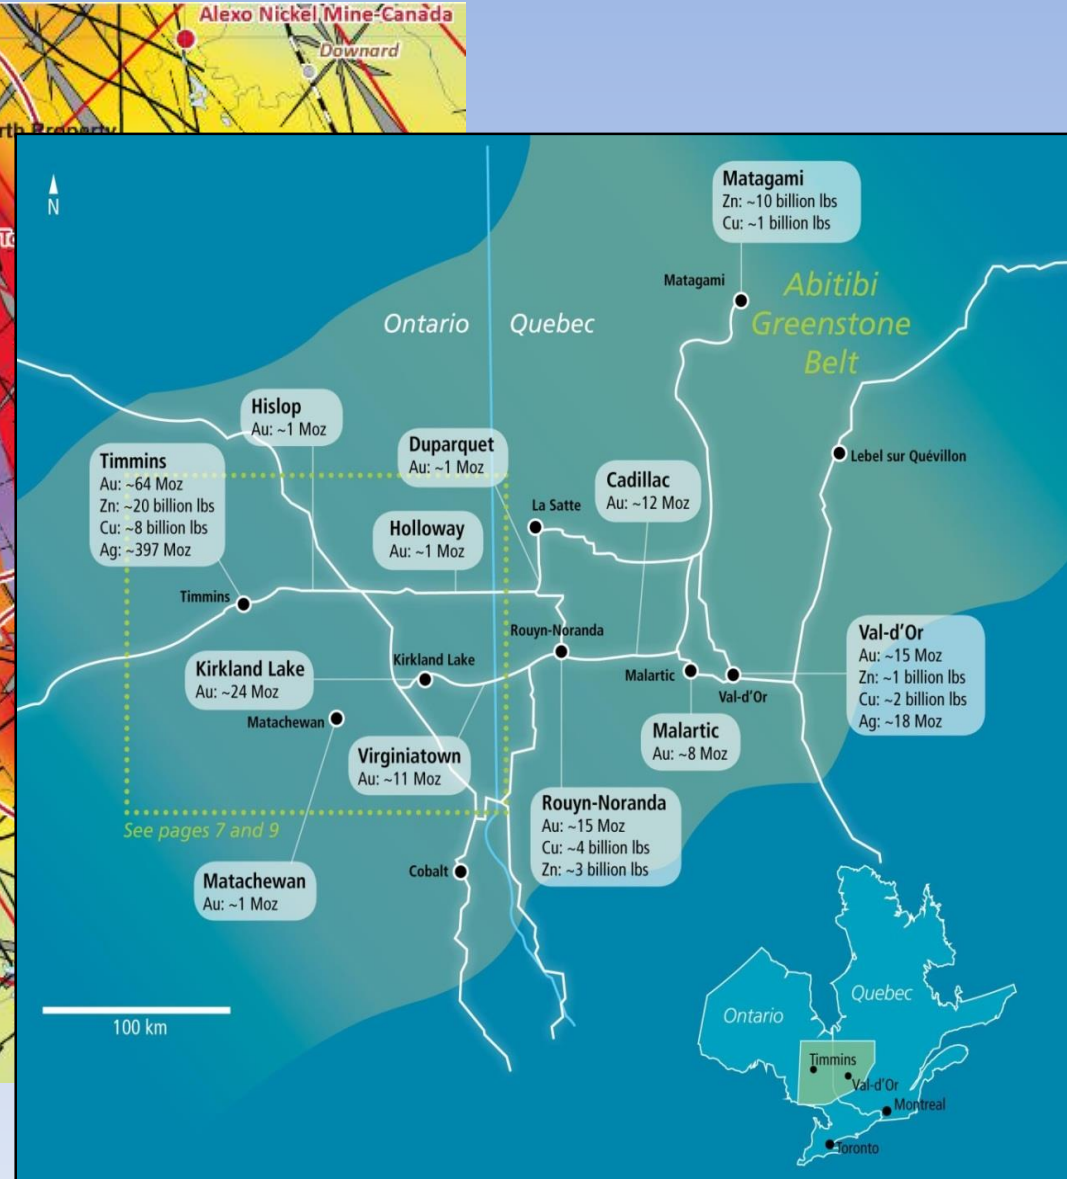 Alexo Nickel Mine-Canada
Downard
Property
N
Matagami
Zn: ~10 billion lbs
Cu: ~1 billion lbs
Matagami
Abitibi
Greenstone
Belt
Ontario
Quebec
Hislop
Au: ~1 Moz
Duparquet
Au: ~1 Moz
Timmins
Au: ~64 Moz
Zn: ~20 billion lbs
Cu: ~8 billion lbs
Ag: ~397 Moz
Lebel sur Quévillon
Cadillac
Au: ~12 Moz
La Satte
Holloway
Au: ~1 Moz
Timmins
Rouyn-Noranda
Val-d'Or
Au: ~15 Moz
Zn: ~1 billion lbs
Cu: ~2 billion lbs
Ag: ~18 Moz
Kirkland Lake
Au: ~24 Moz
Kirkland Lake
Malartic
Val-d'Or
Matachewan
Malartic
Au: ~8 Moz
Virginiatown
Au: ~11 Moz
Rouyn-Noranda
Au: ~15 Moz
Cu: ~4 billion lbs
Zn: ~3 billion lbs
See pages 7 and 9
Matachewan
Au: ~1 Moz
Cobalt
100 km
Ontario
Quebec
Timmins
Val-d'Or
Montreal
Toronto